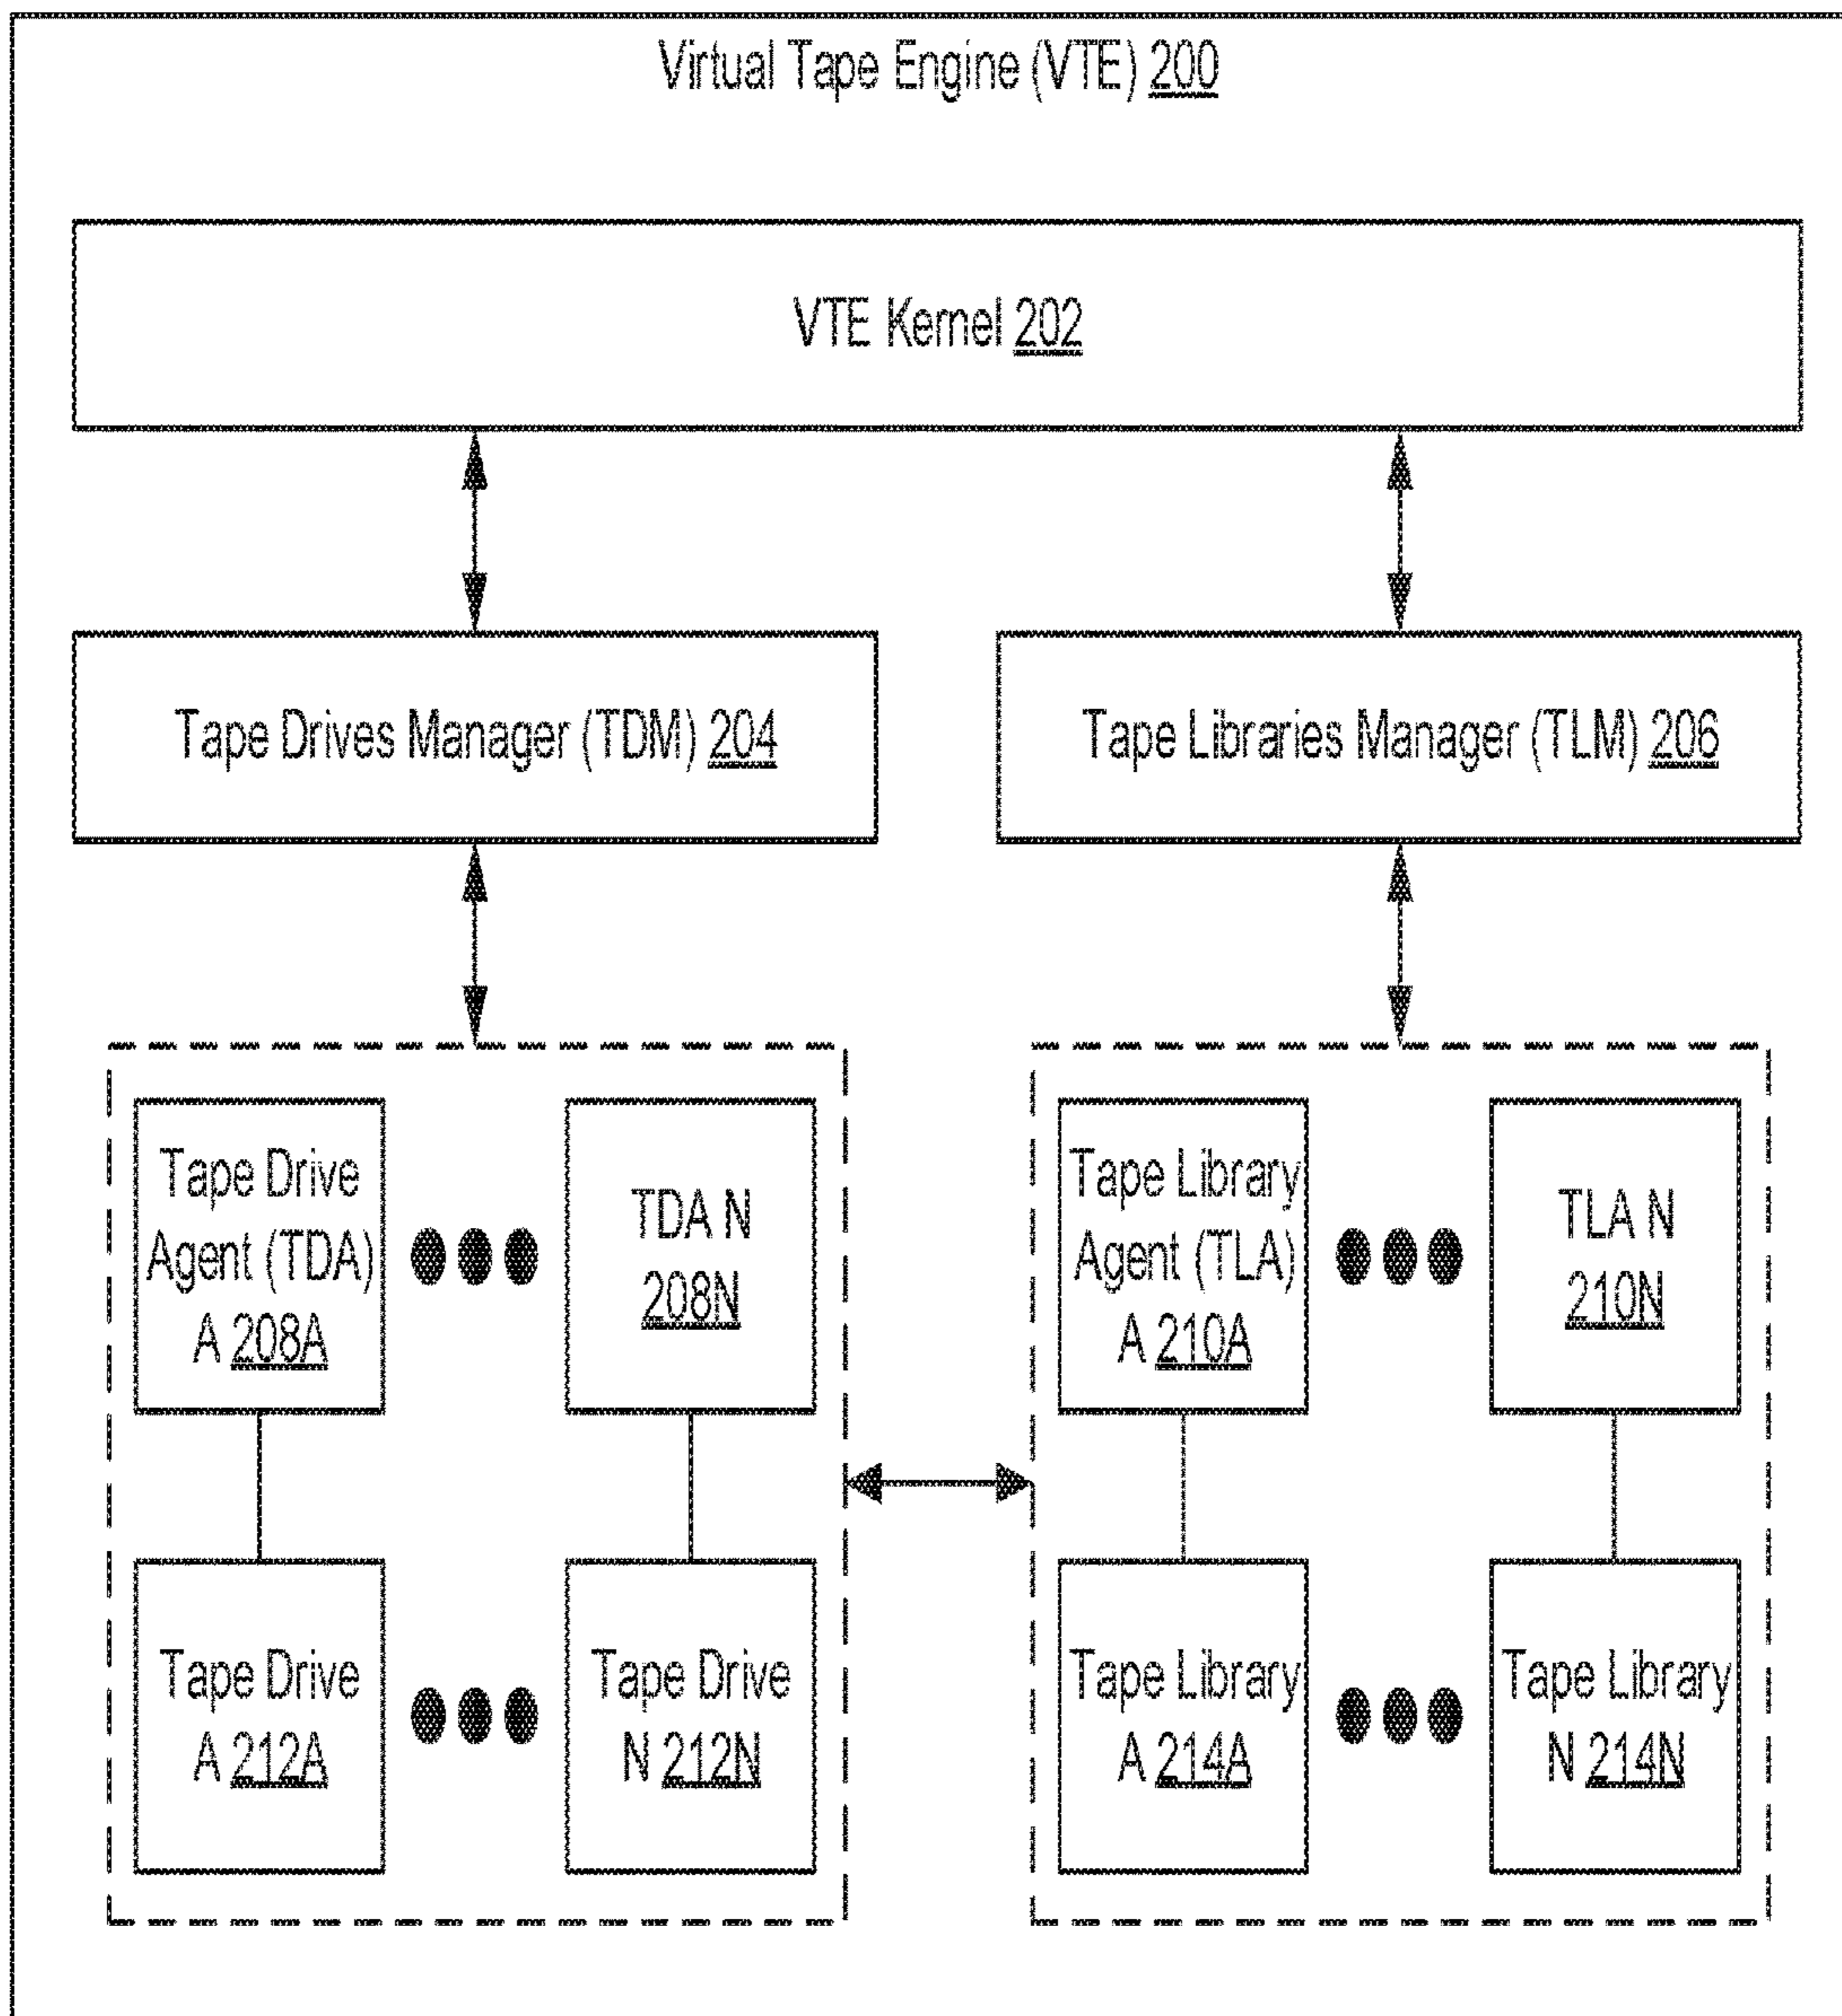 Virtual Tape Engine (VTE) 200
VTE Kernel 202
Tape Drives Manager (TDM) 204
Tape Libraries Manager (TLM) 206
Tape Drive
Agent (TDA)
A 208A
TDA N
208N
Tape Library
Agent (TLA)
A 210A
TLA N
210N
Tape Drive
A 212A
Tape Drive
N 212N
Tape Library
A 214A
Tape Library
N 214N